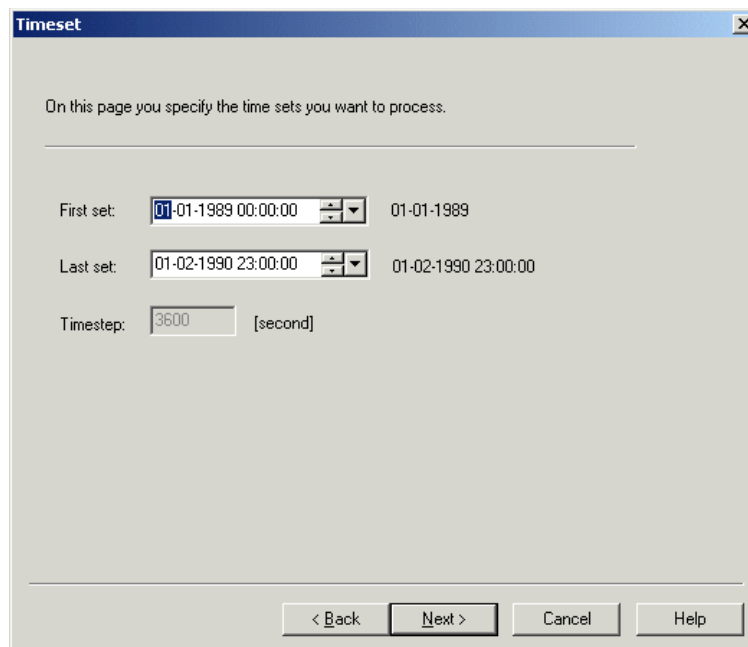 Timeset
On this page you specify the time sets you want to process.
First set: 01-01-1989 00:00:00 01-01-1989
Last set: 01-02-1990 23:00:00 01-02-1990 23:00:00
Timestep: 3600 [second]
< Back Next > Cancel Help